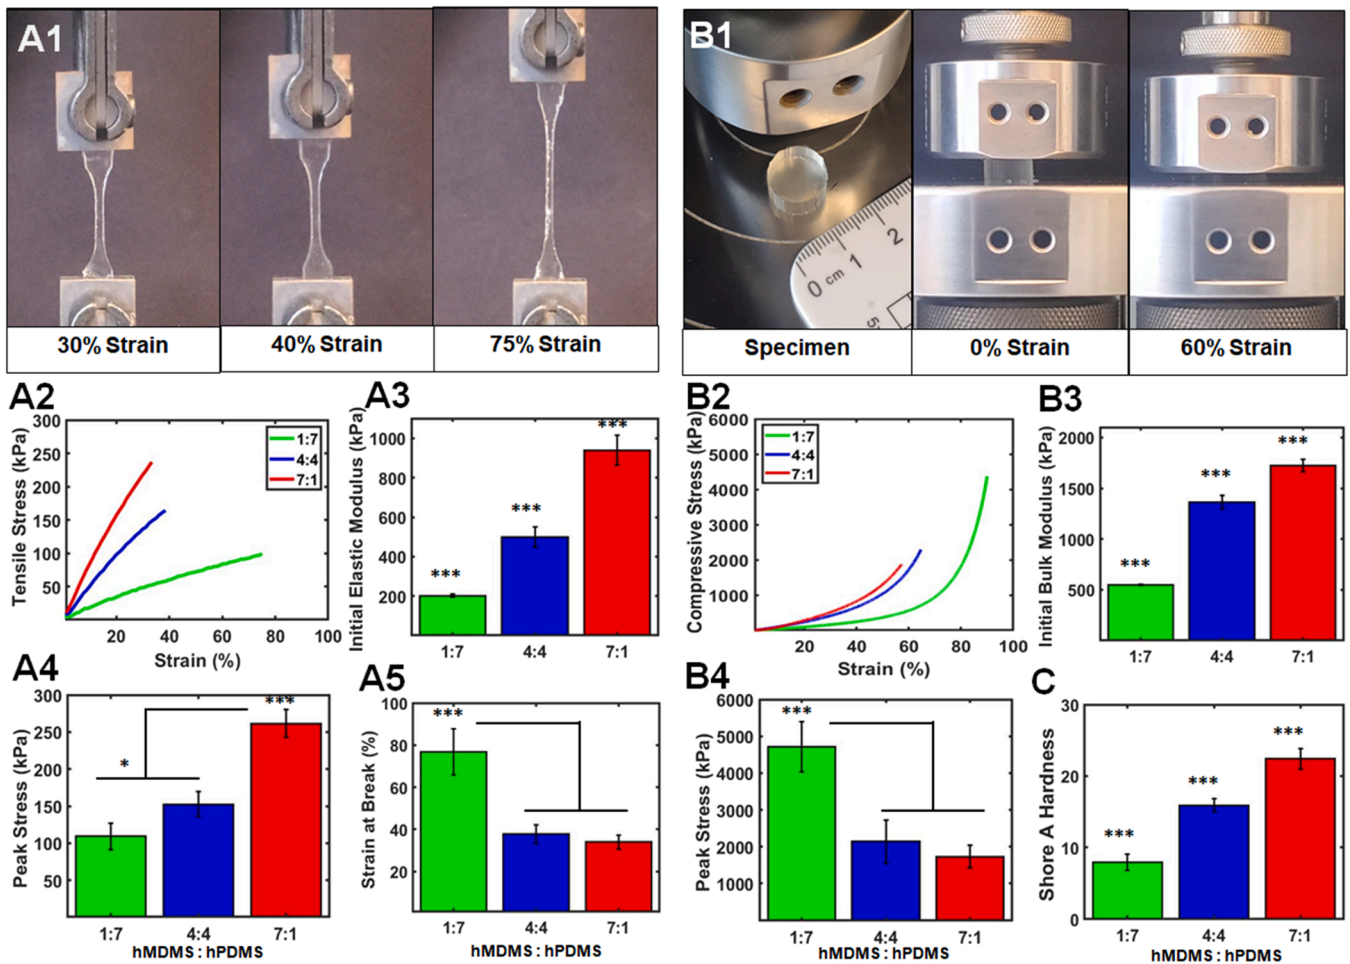 A1
30% Strain
40% Strain
75% Strain
B1
0 cm 1 2
5
Specimen
0% Strain
60% Strain
A2
Tensile Stress (kPa)
300
250
200
150
100
50
20 40 60 80 100
Strain (%)
1:7
4:4
7:1
A3
Initial Elastic Modulus (kPa)
1000
800
600
400
200
***
***
***
1:7 4:4 7:1
B2
Compressive Stress (kPa)
6000
5000
4000
3000
2000
1000
20 40 60 80 100
Strain (%)
1:7
4:4
7:1
B3
Initial Bulk Modulus (kPa)
2000
1500
1000
500
***
***
***
1:7 4:4 7:1
A4
Peak Stress (kPa)
300
250
200
150
100
50
*
***
1:7 4:4 7:1
hMDMS : hPDMS
A5
Strain at Break (%)
100
80
60
40
20
***
1:7 4:4 7:1
hMDMS : hPDMS
B4
Peak Stress (kPa)
6000
5000
4000
3000
2000
1000
***
1:7 4:4 7:1
hMDMS : hPDMS
C
Shore A Hardness
30
20
10
0
***
***
***
1:7 4:4 7:1
hMDMS : hPDMS